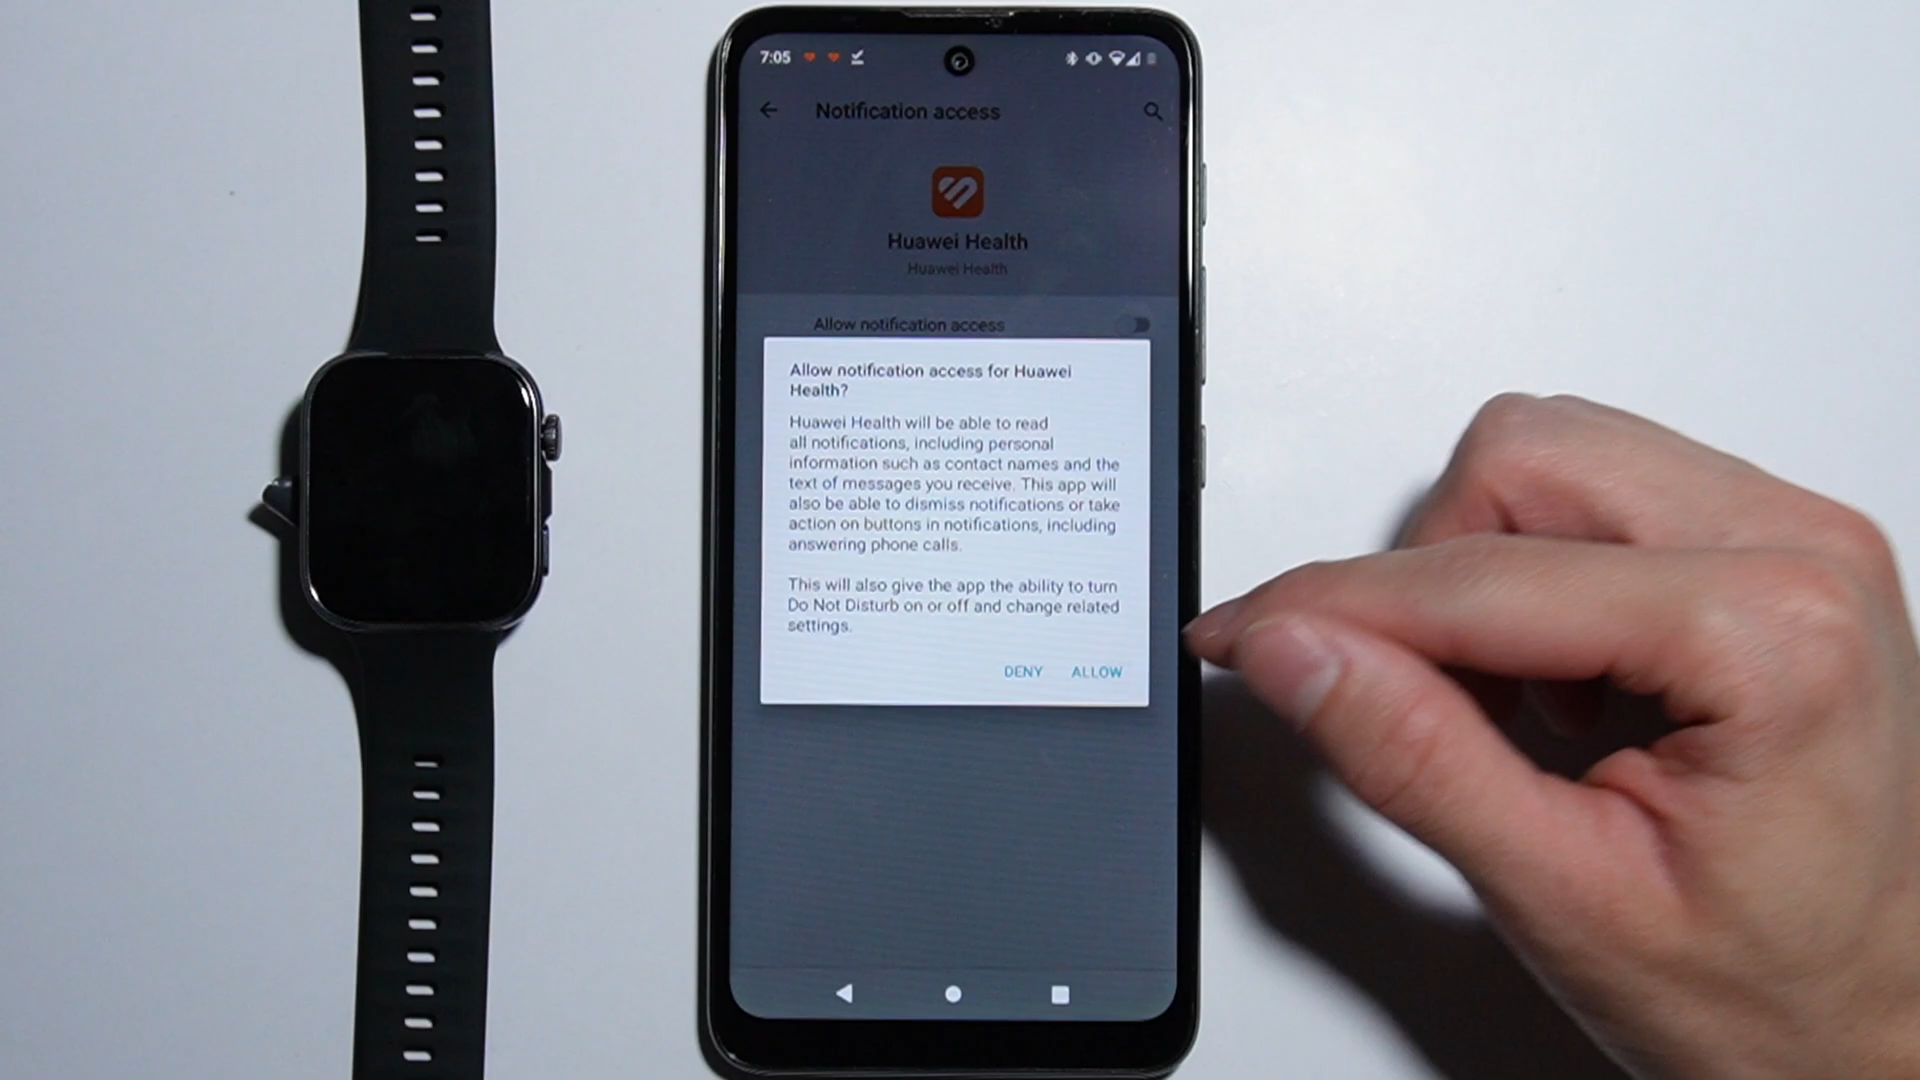 7:05
Notification access
Huawei Health
Huawei Health
Allow notification access
Allow notification access for Huawei
Health?
Huawei Health will be able to read
all notifications, including personal
information such as contact names and the
text of messages you receive. This app will
also be able to dismiss notifications or take
action on buttons in notifications, including
answering phone calls.
This will also give the app the ability to turn
Do Not Disturb on or off and change related
settings.
DENY ALLOW